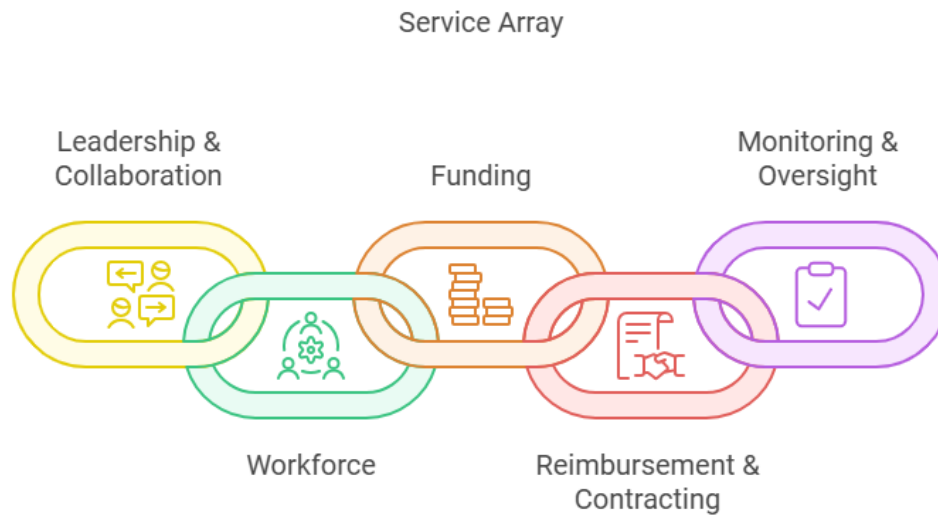 Service Array
Leadership &
Collaboration
Funding
Monitoring &
Oversight
Workforce
Reimbursement &
Contracting